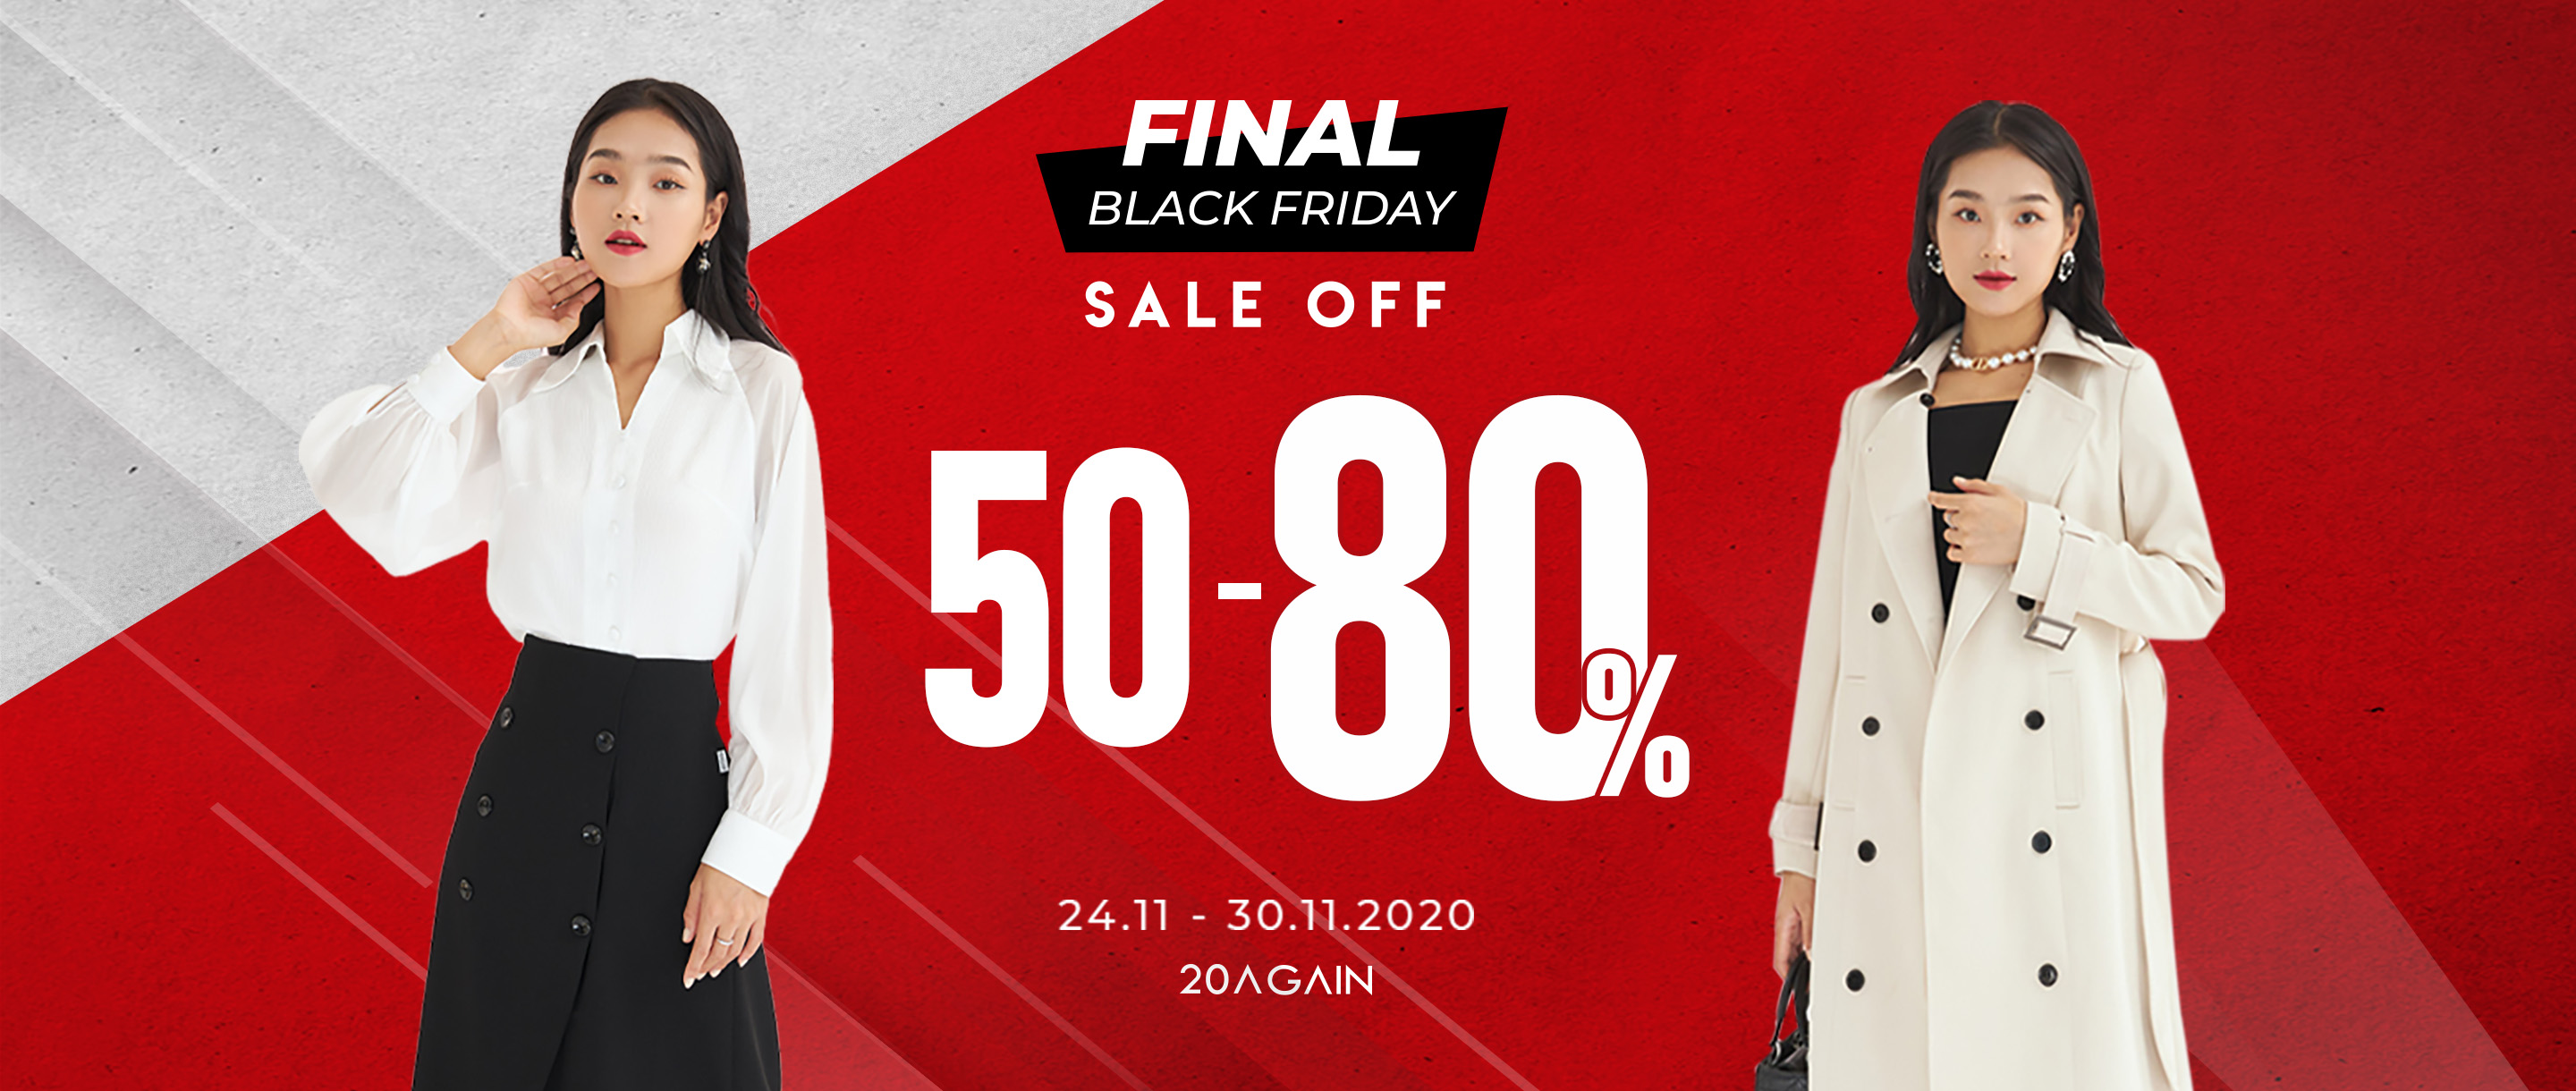 FINAL
BLACK FRIDAY
SALE OFF
50-80%
24.11 - 30.11.2020
20AGAIN